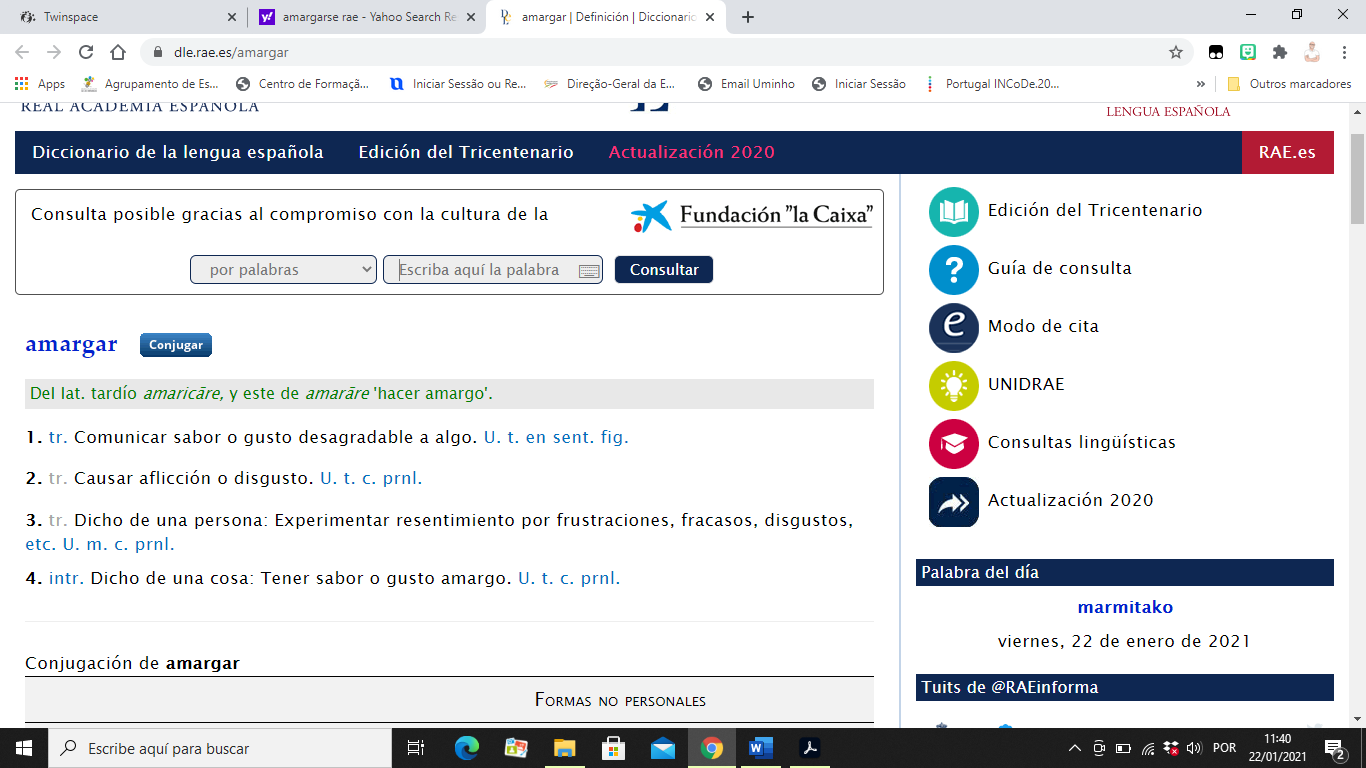 Twinspace
amargarse rae - Yahoo Search Re
amargar | Definición | Diccionario
dle.rae.es/amargar
Apps
Agrupamento de Es...
Centro de Formaçã...
Iniciar Sessão ou Re...
Direção-Geral da E...
Email Uminho
Iniciar Sessão
Portugal INCoDe.20...
»
Outros marcadores
REAL ACADEMIA ESPAÑOLA
LENGUA ESPAÑOLA
Diccionario de la lengua española
Edición del Tricentenario
Actualización 2020
RAE.es
Consulta posible gracias al compromiso con la cultura de la
Fundación "la Caixa"
por palabras
Escriba aquí la palabra
Consultar
amargar
Conjugar
Del lat. tardío amaricāre, y este de amarāre 'hacer amargo'.
1. tr. Comunicar sabor o gusto desagradable a algo. U. t. en sent. fig.
2. tr. Causar aflicción o disgusto. U. t. c. prnl.
3. tr. Dicho de una persona: Experimentar resentimiento por frustraciones, fracasos, disgustos,
etc. U. m. c. prnl.
4. intr. Dicho de una cosa: Tener sabor o gusto amargo. U. t. c. prnl.
Conjugación de amargar
Formas no personales
Edición del Tricentenario
?
Guía de consulta
e
Modo de cita
UNIDRAE
Consultas lingüísticas
Actualización 2020
Palabra del día
marmitako
viernes, 22 de enero de 2021
Tuits de @RAEinforma
Escribe aquí para buscar
POR
11:40
22/01/2021
2